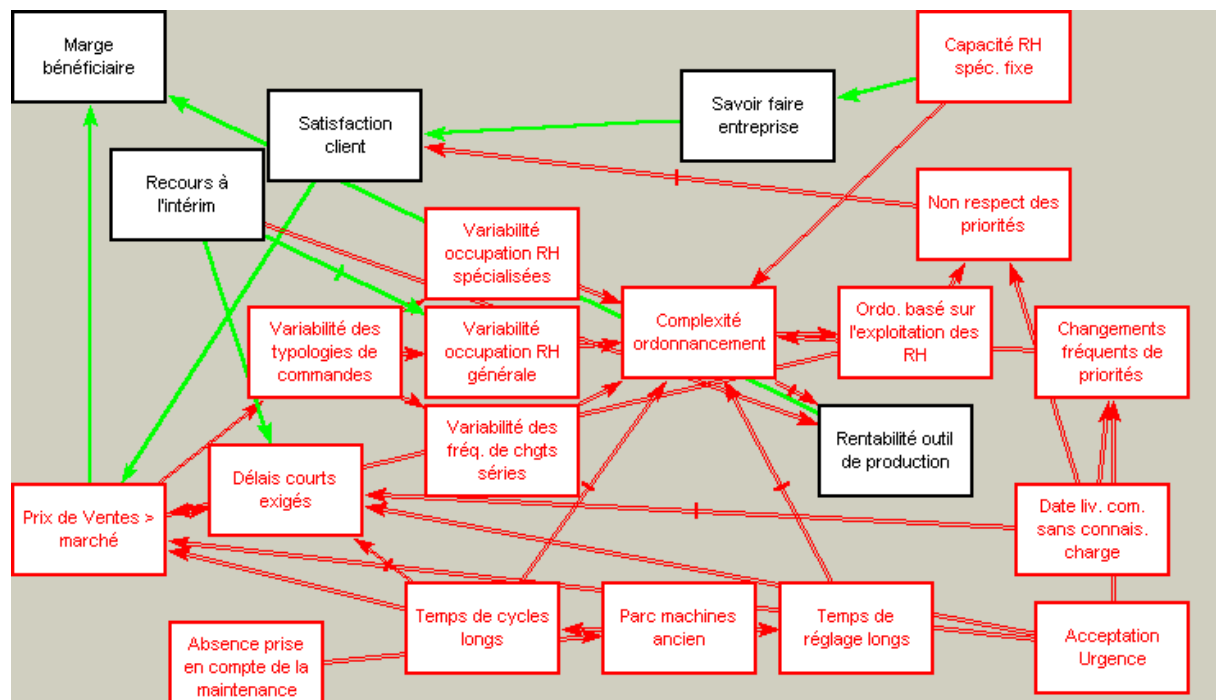 Marge
bénéficiaire
Capacité RH
spéc. fixe
Savoir faire
entreprise
Satisfaction
client
Recours à
l'intérim
Non respect des
priorités
Variabilité
occupation RH
spécialisées
Variabilité des
typologies de
commandes
Variabilité
occupation RH
générale
Complexité
ordonnancement
Ordo. basé sur
l'exploitation des
RH
Changements
fréquents de
priorités
Variabilité des
fréq. de chgts
séries
Rentabilité outil
de production
Délais courts
exigés
Prix de Ventes >
marché
Date liv. com.
sans connais.
charge
Temps de cycles
longs
Parc machines
ancien
Temps de
réglage longs
Acceptation
Urgence
Absence prise
en compte de la
maintenance